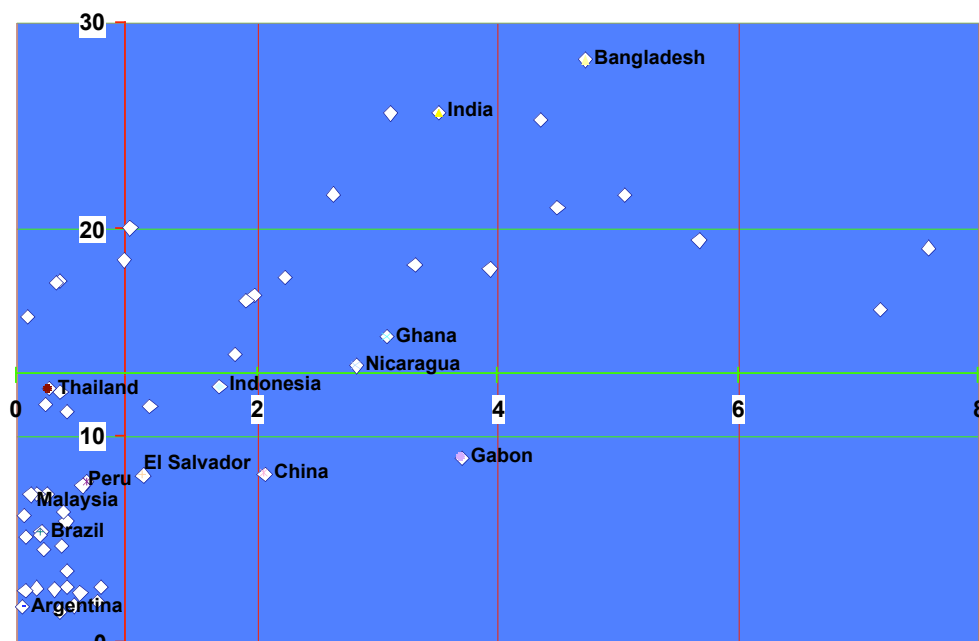 30
Bangladesh
India
20
Ghana
Nicaragua
Thailand
Indonesia
0 2 4 6 8
10
El Salvador
Gabon
Peru
China
Malaysia
Brazil
Argentina
0